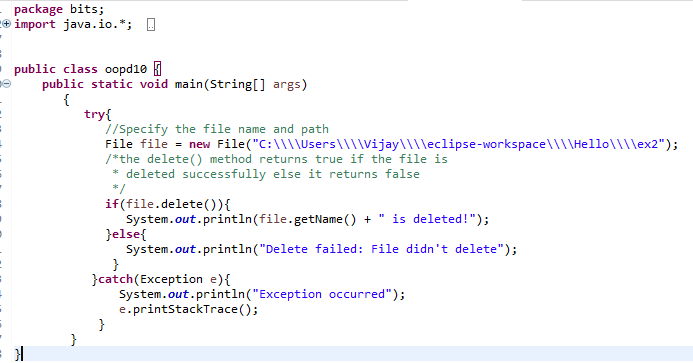 package bits;
import java.io.*;
public class oopd10 {
public static void main(String[] args)
{
try{
//Specify the file name and path
File file = new File("C:\\\\Users\\\\Vijay\\\\eclipse-workspace\\\\Hello\\\\ex2");
/*the delete() method returns true if the file is
* deleted successfully else it returns false
*/
if(file.delete()){
System.out.println(file.getName() + " is deleted!");
}else{
System.out.println("Delete failed: File didn't delete");
}
}catch(Exception e){
System.out.println("Exception occurred");
e.printStackTrace();
}
}
}